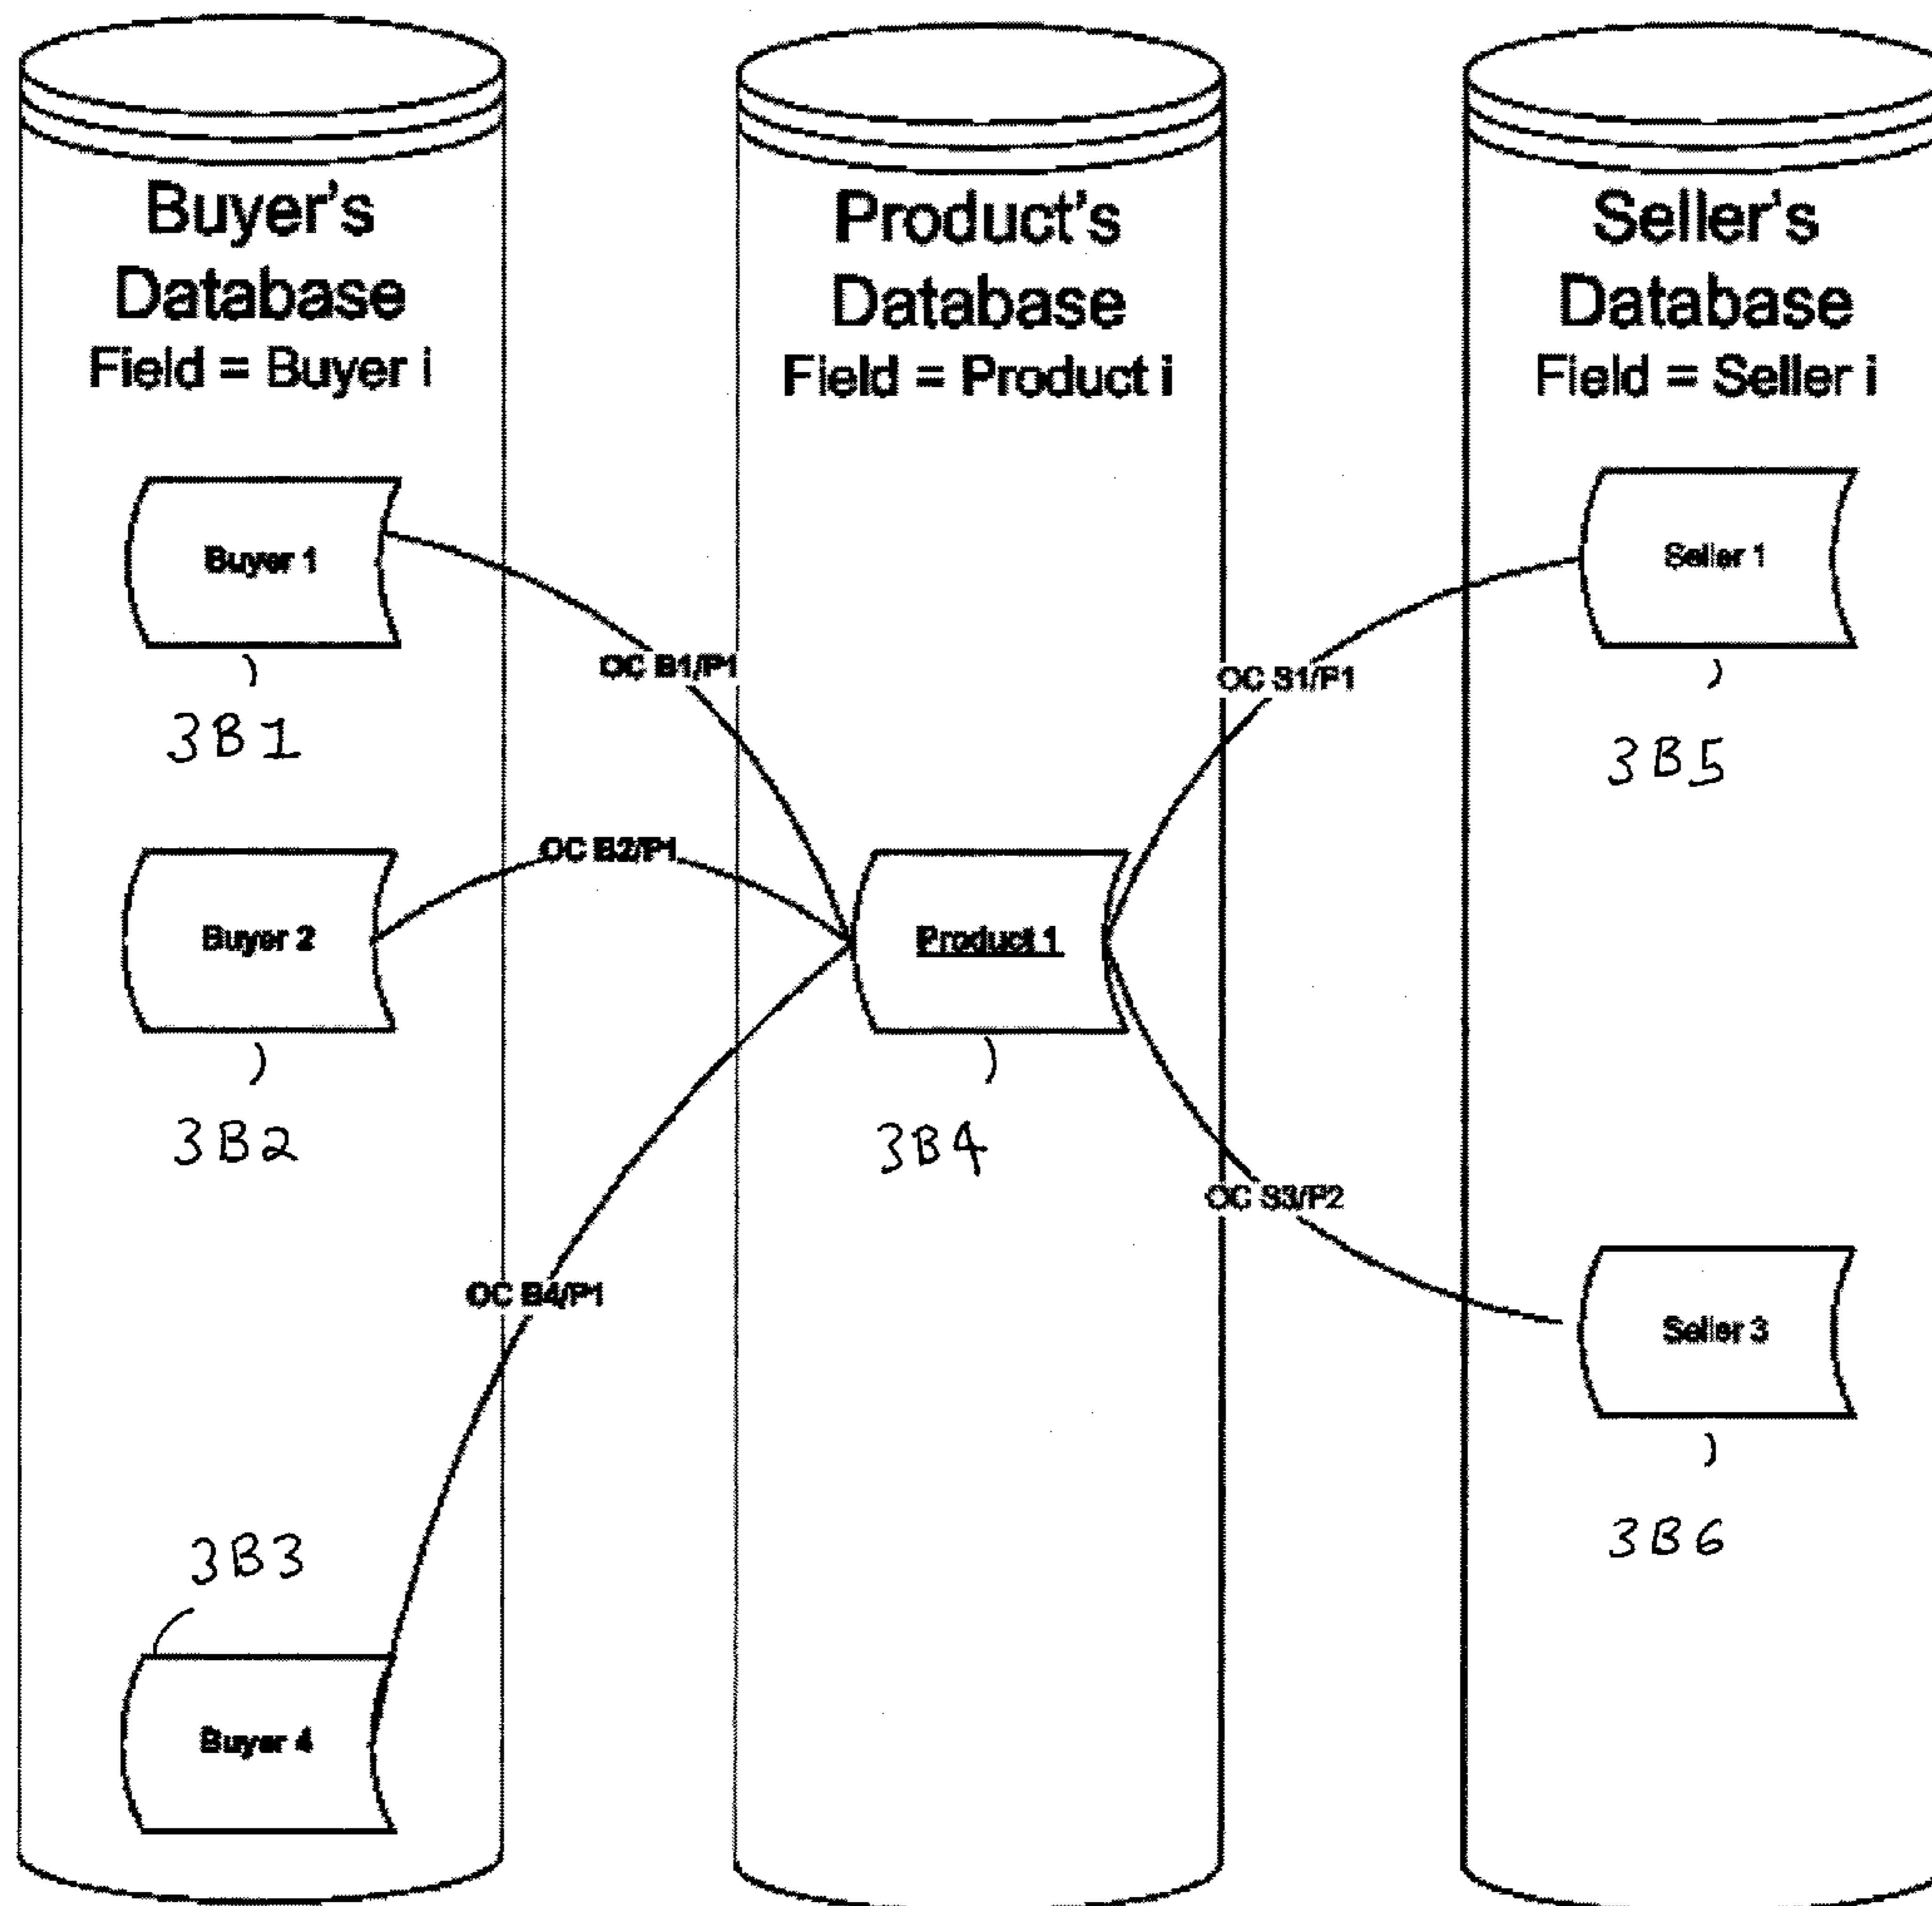 Buyer's
Database
Field = Buyer i
Product's
Database
Field = Product i
Seller's
Database
Field = Seller i
Buyer 1
Seller 1
OC B1/P1
OC S1/P1
3B1
3B5
OC B2/P1
Buyer 2
Product 1
3B2
3B4
OC S3/P2
OC B4/P1
Seller 3
3B3
3B6
Buyer 4